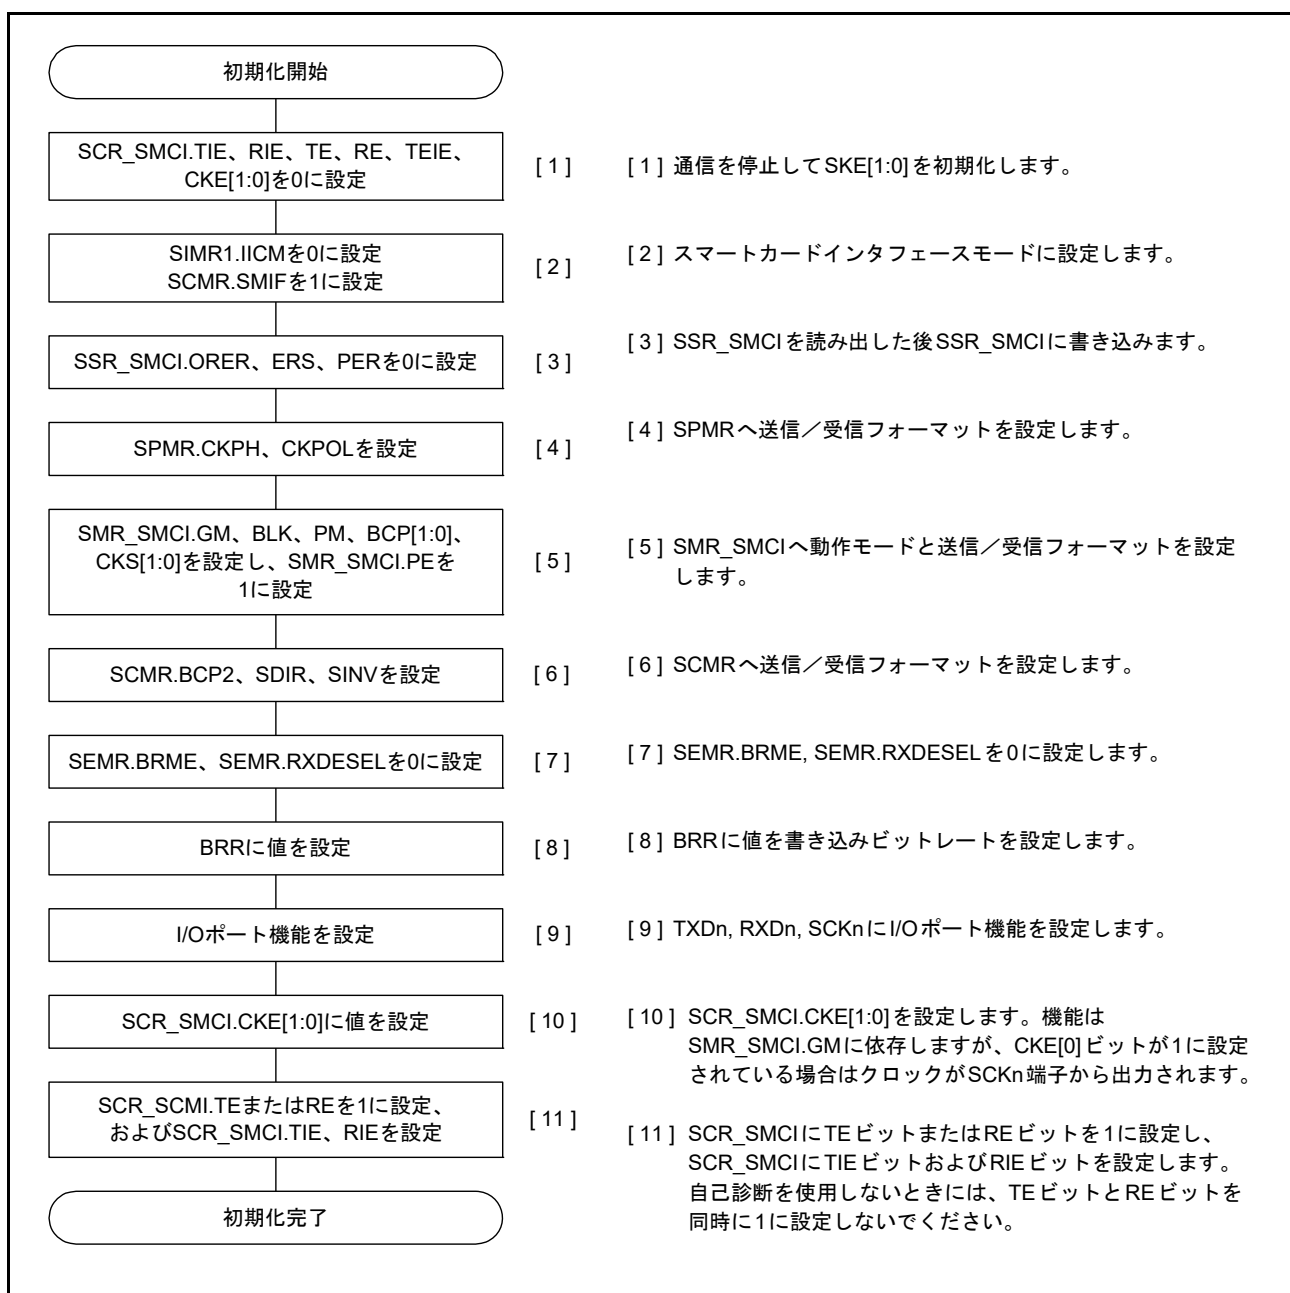 初期化開始
SCR_SMCI.TIE、RIE、TE、RE、TEIE、
CKE[1:0]を0に設定
[ 1 ]
[ 1 ] 通信を停止してSKE[1:0]を初期化します。
SIMR1.IICMを0に設定
SCMR.SMIFを1に設定
[ 2 ]
[ 2 ] スマートカードインタフェースモードに設定します。
SSR_SMCI.ORER、ERS、PERを0に設定
[ 3 ]
[ 3 ] SSR_SMCIを読み出した後SSR_SMCIに書き込みます。
SPMR.CKPH、CKPOLを設定
[ 4 ]
[ 4 ] SPMRへ送信／受信フォーマットを設定します。
SMR_SMCI.GM、BLK、PM、BCP[1:0]、
CKS[1:0]を設定し、SMR_SMCI.PEを
1に設定
[ 5 ]
[ 5 ] SMR_SMCIへ動作モードと送信／受信フォーマットを設定
します。
SCMR.BCP2、SDIR、SINVを設定
[ 6 ]
[ 6 ] SCMRへ送信／受信フォーマットを設定します。
SEMR.BRME、SEMR.RXDESELを0に設定
[ 7 ]
[ 7 ] SEMR.BRME, SEMR.RXDESELを0に設定します。
BRRに値を設定
[ 8 ]
[ 8 ] BRRに値を書き込みビットレートを設定します。
I/Oポート機能を設定
[ 9 ]
[ 9 ] TXDn, RXDn, SCKnにI/Oポート機能を設定します。
SCR_SMCI.CKE[1:0]に値を設定
[ 10 ]
[ 10 ] SCR_SMCI.CKE[1:0]を設定します。機能は
SMR_SMCI.GMに依存しますが、CKE[0]ビットが1に設定
されている場合はクロックがSCKn端子から出力されます。
SCR_SCMI.TEまたはREを1に設定、
およびSCR_SMCI.TIE、RIEを設定
[ 11 ]
[ 11 ] SCR_SMCIにTEビットまたはREビットを1に設定し、
SCR_SMCIにTIEビットおよびRIEビットを設定します。
自己診断を使用しないときには、TEビットとREビットを
同時に1に設定しないでください。
初期化完了